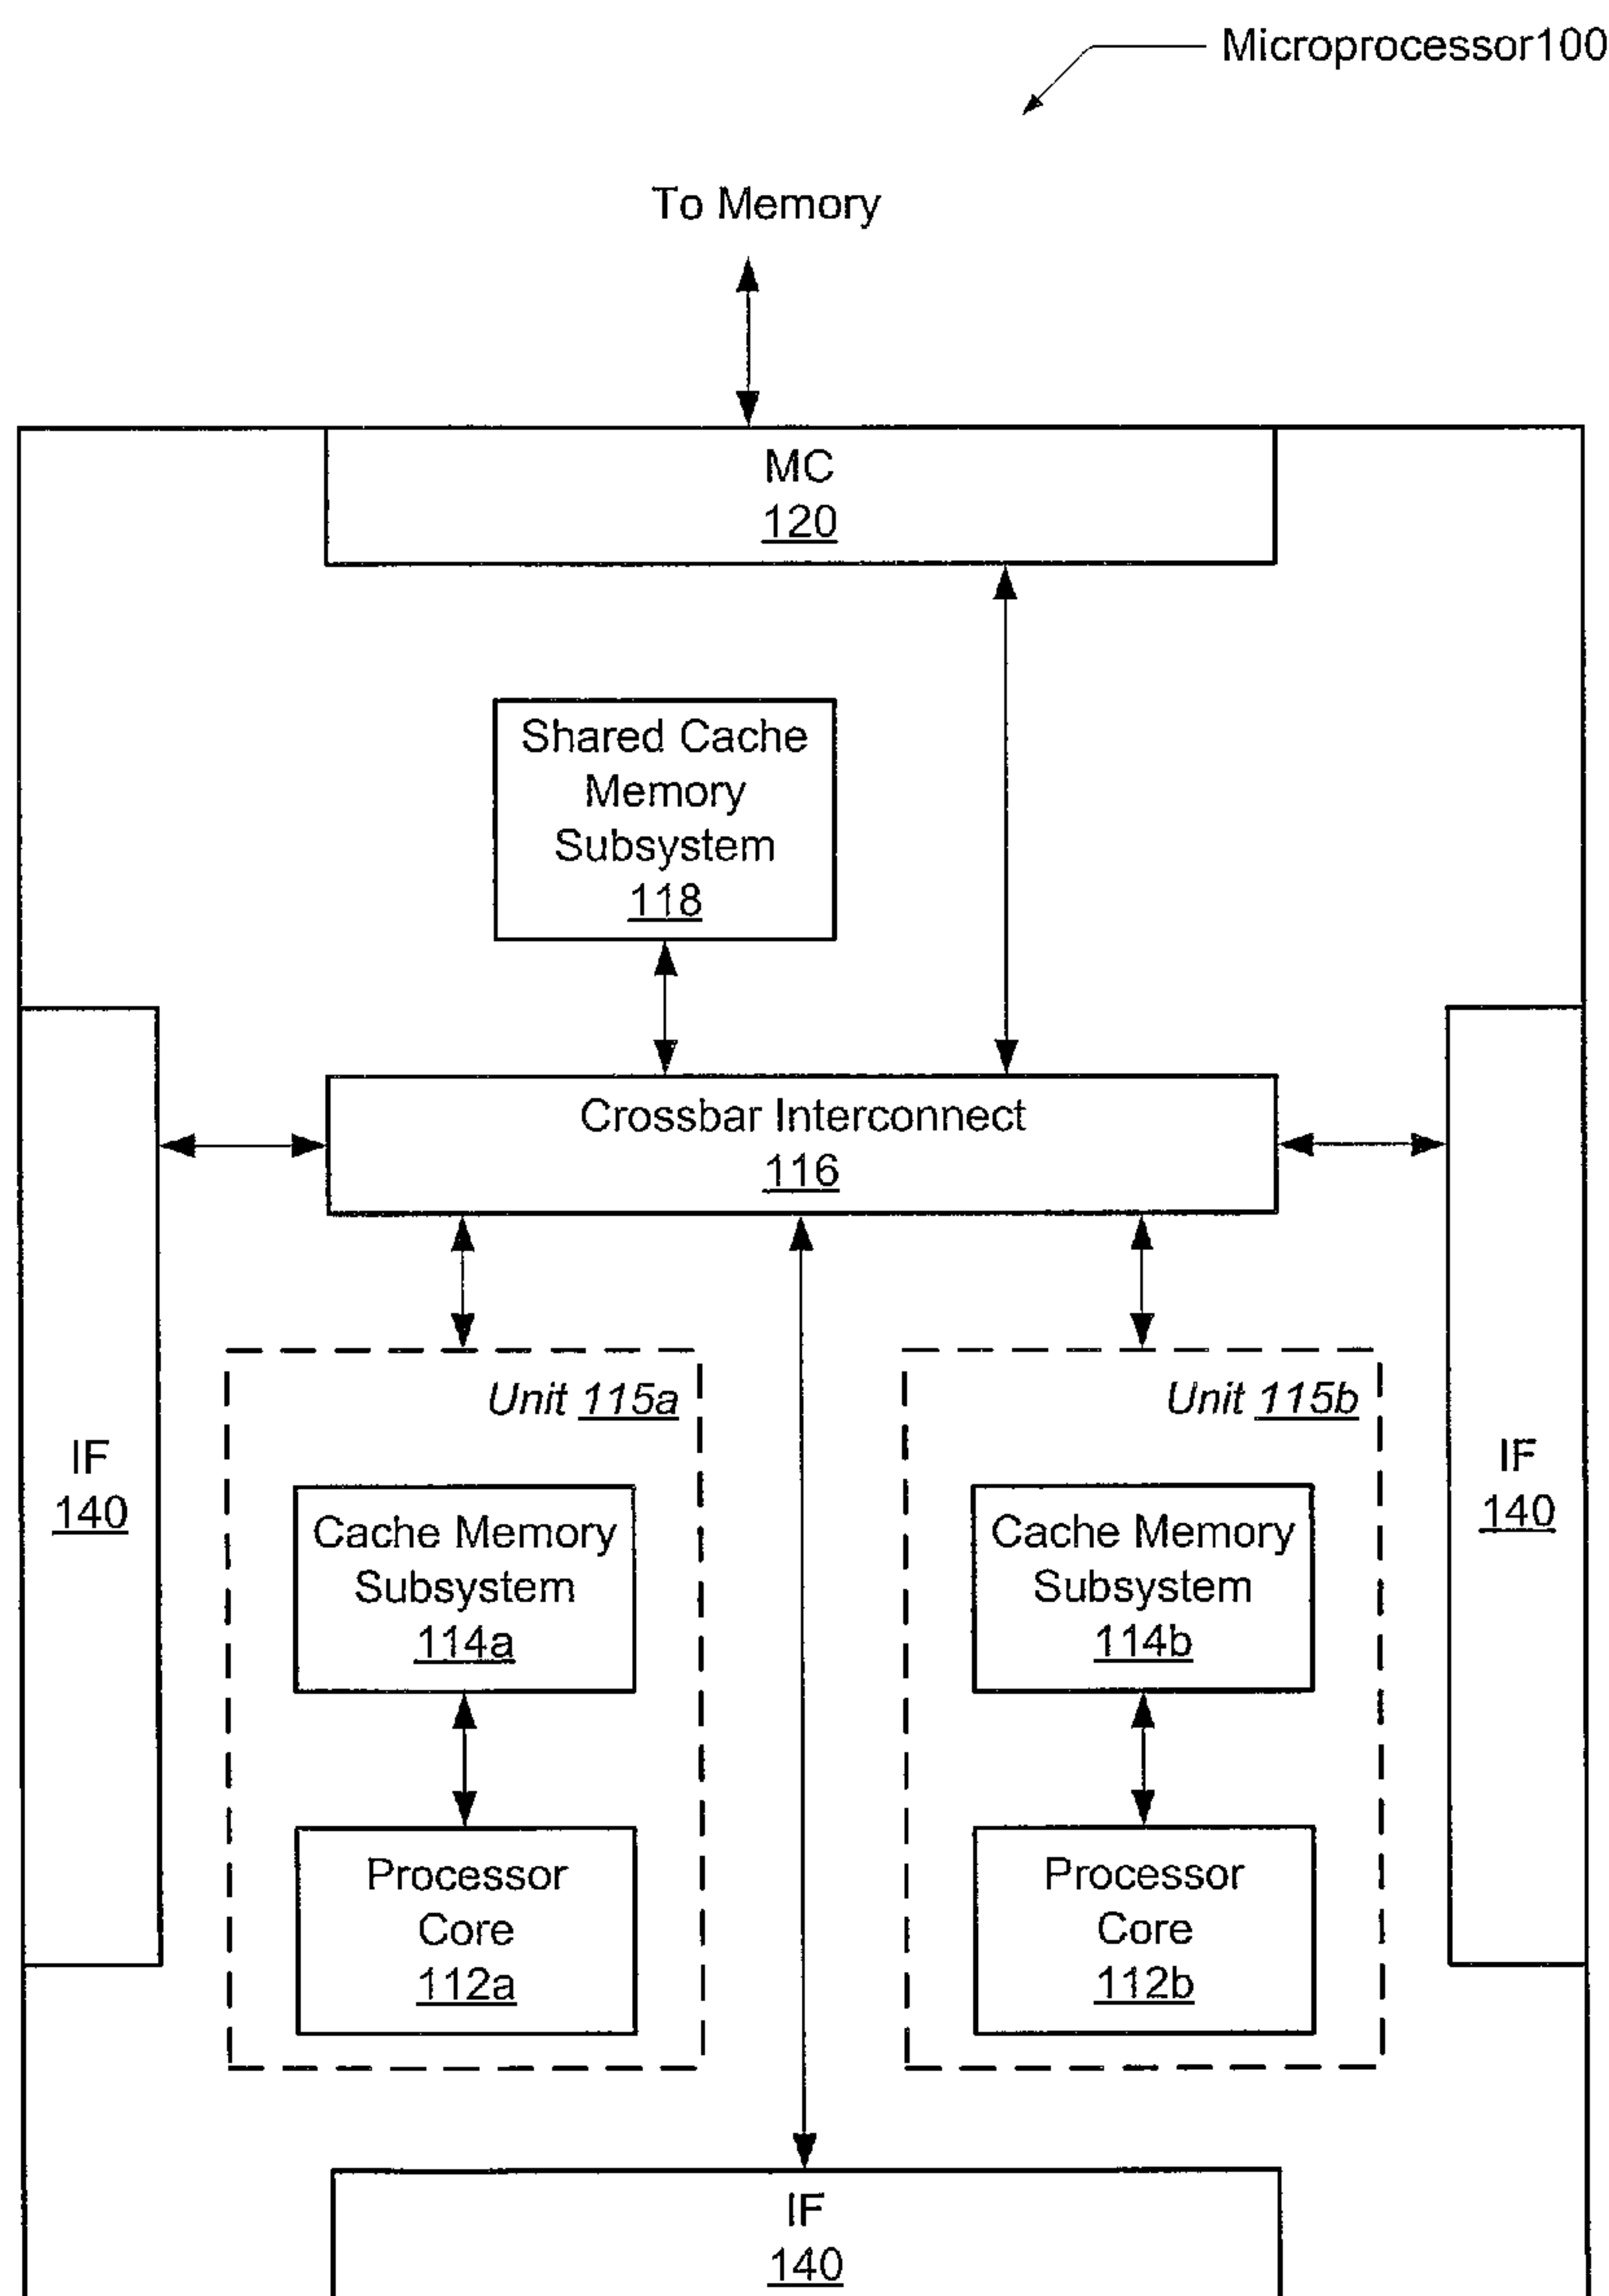 Microprocessor100
To Memory
MC
120
Shared Cache
Memory
Subsystem
118
Crossbar Interconnect
116
IF
140
Unit 115a
Cache Memory
Subsystem
114a
Processor
Core
112a
Unit 115b
Cache Memory
Subsystem
114b
Processor
Core
112b
IF
140
IF
140